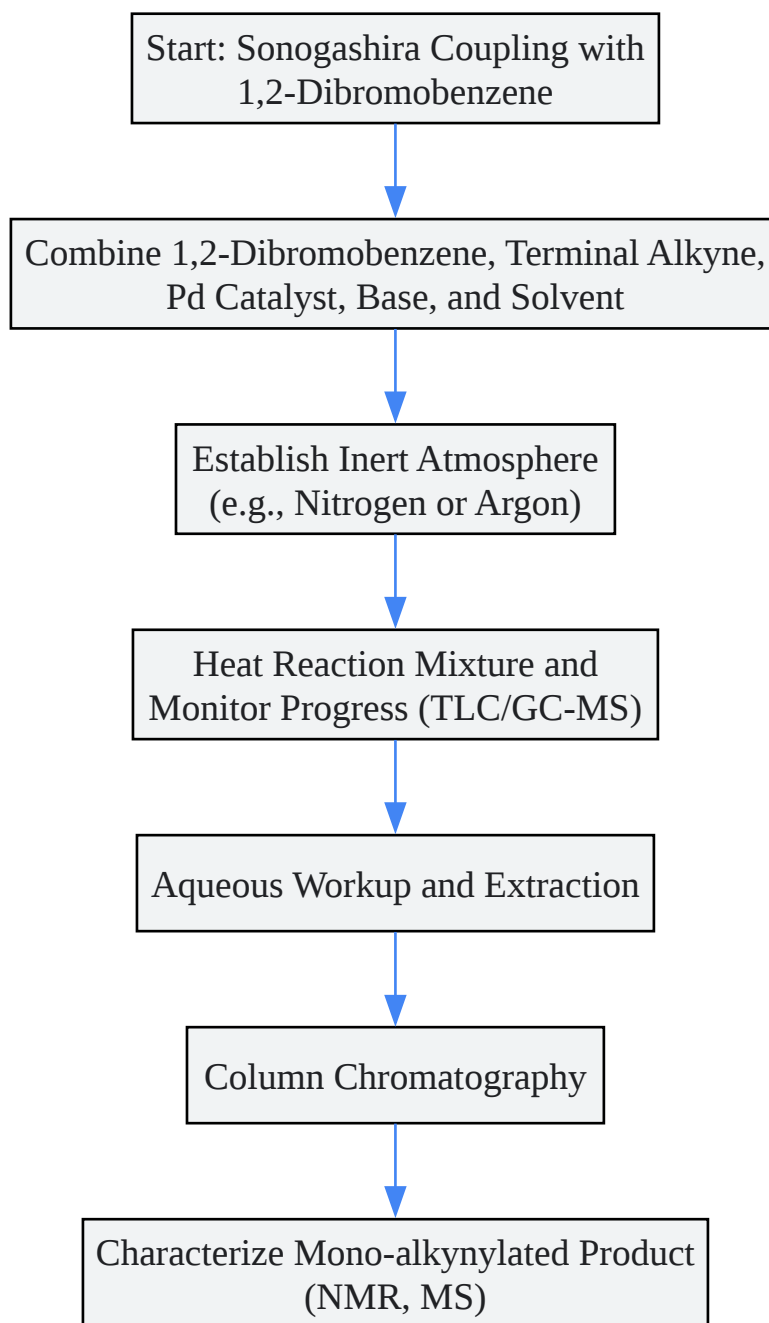 Start: Sonogashira Coupling with
1,2-Dibromobenzene
Combine 1,2-Dibromobenzene, Terminal Alkyne,
Pd Catalyst, Base, and Solvent
Establish Inert Atmosphere
(e.g., Nitrogen or Argon)
Heat Reaction Mixture and
Monitor Progress (TLC/GC-MS)
Aqueous Workup and Extraction
Column Chromatography
Characterize Mono-alkynylated Product
(NMR, MS)